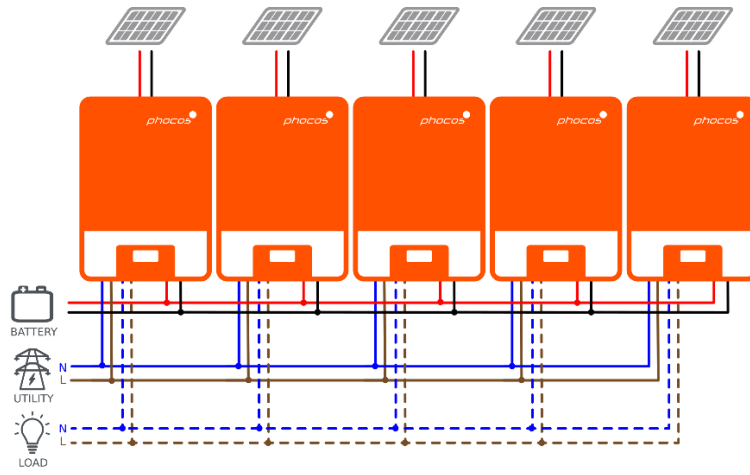 phocos phocos phocos phocos phocos
BATTERY
N
L
UTILITY
N
L
LOAD